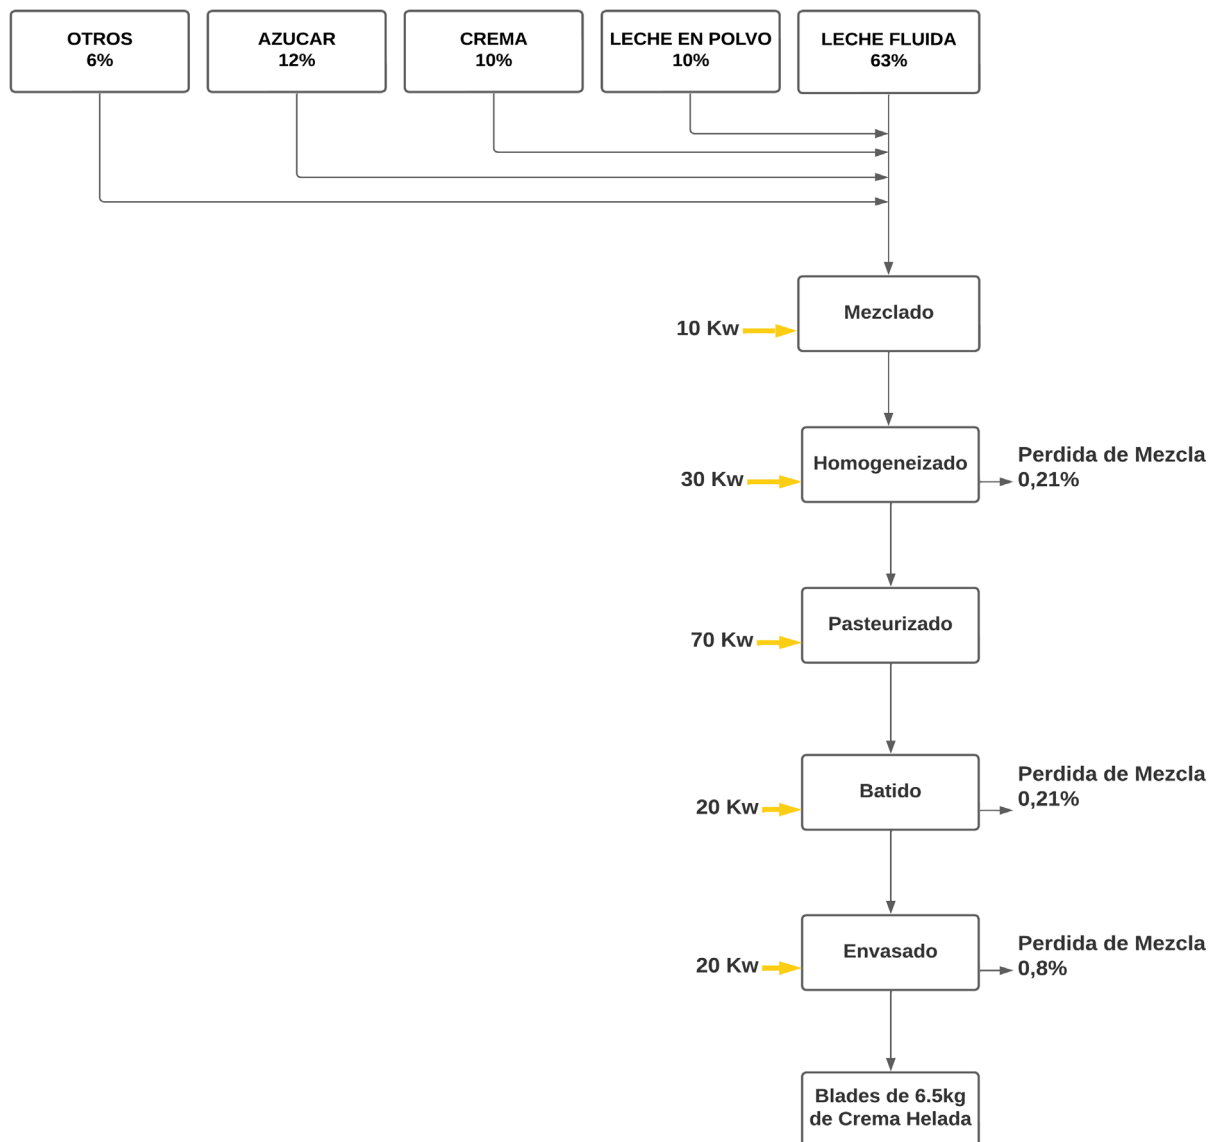 OTROS
6%
AZUCAR
12%
CREMA
10%
LECHE EN POLVO
10%
LECHE FLUIDA
63%
Mezclado
10 Kw
Homogeneizado
30 Kw
Perdida de Mezcla
0,21%
Pasteurizado
70 Kw
Batido
20 Kw
Perdida de Mezcla
0,21%
Envasado
20 Kw
Perdida de Mezcla
0,8%
Blades de 6.5kg
de Crema Helada